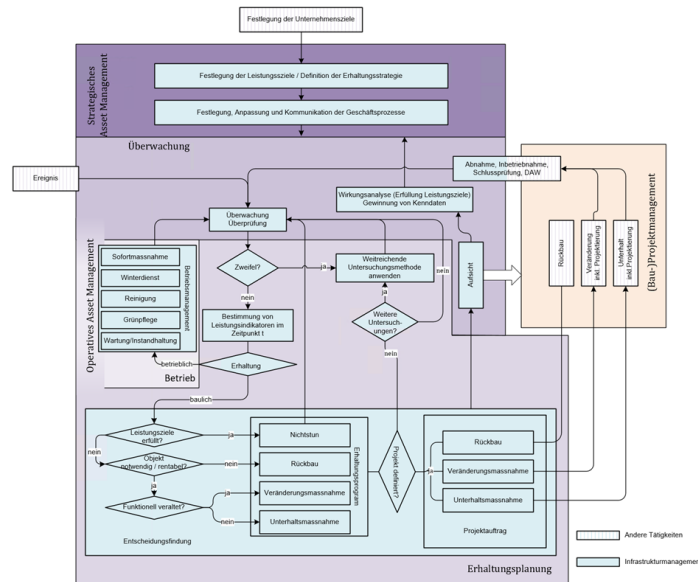 Festlegung der Unternehmensziele
Strategisches
Asset Management
Festlegung der Leistungsziele / Definition der Erhaltungsstrategie
Festlegung, Anpassung und Kommunikation der Geschäftsprozesse
Überwachung
Ereignis
Abnahme, Inbetriebnahme,
Schlussprüfung, DAW
Wirkungsanalyse (Erfüllung Leistungsziele)
Gewinnung von Kenndaten
(Bau-)Projektmanagement
Rückbau
Veränderung
inkl. Projektierung
Unterhalt
inkl. Projektierung
Operatives Asset Management
Überwachung
Überprüfung
Sofortmassnahme
Winterdienst
Reinigung
Grünpflege
Wartung/Instandhaltung
Betriebsmanagement
Betrieb
Zweifel?
ja
nein
Weitreichende
Untersuchungsmethode
anwenden
nein
Aufsicht
ja
Weitere
Untersuch-
ungen?
nein
Bestimmung von
Leistungsindikatoren im
Zeitpunkt t
betrieblich
Erhaltung
baulich
Leistungsziele
erfüllt?
ja
nein
Objekt
notwendig / rentabel?
nein
ja
Funktionell veraltet?
ja
nein
Nichtstun
Rückbau
Veränderungsmassnahme
Unterhaltsmassnahme
Erhaltungsprogram
Projekt definiert?
ja
Rückbau
Veränderungsmassnahme
Unterhaltsmassnahme
Projektauftrag
Entscheidungsfindung
Erhaltungsplanung
Andere Tätigkeiten
Infrastrukturmanageme